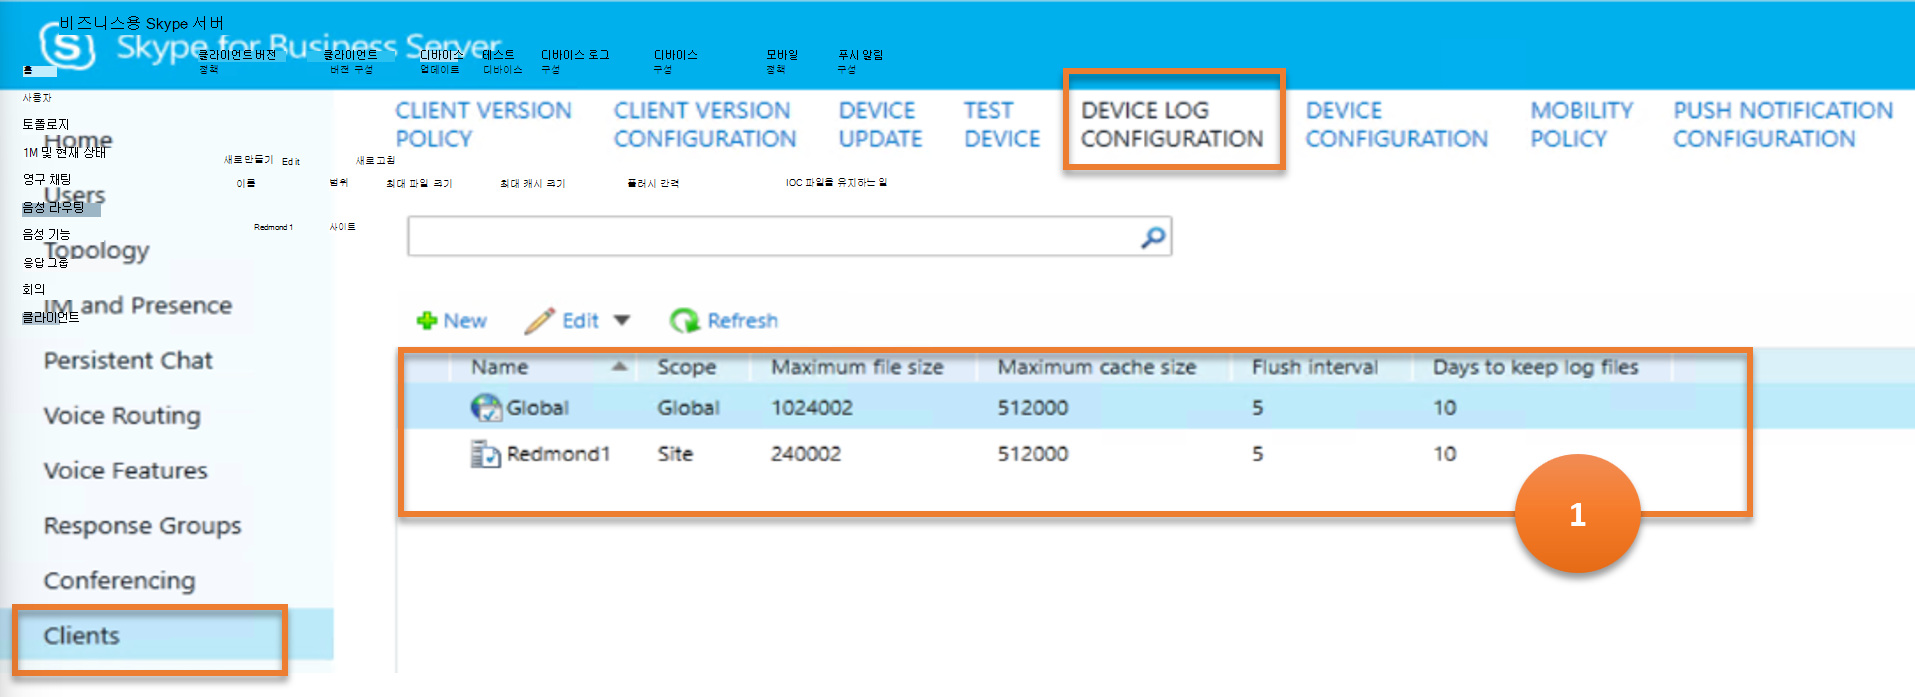 비즈니스용 Skype 서버
Skype for Business Server
클라이언트 버전 정책
클라이언트 버전 구성
디바이스 업데이트
테스트 디바이스
디바이스 로그 구성
디바이스 구성
모바일 정책
푸시 알림 구성
홈
사용자
토폴로지
1M 및 현재 상태
영구 채팅
음성 라우팅
음성 기능
응답 그룹
회의
클라이언트
Home
Users
Topology
IM and Presence
Persistent Chat
Voice Routing
Voice Features
Response Groups
Conferencing
Clients
CLIENT VERSION POLICY
CLIENT VERSION CONFIGURATION
DEVICE UPDATE
TEST DEVICE
DEVICE LOG CONFIGURATION
DEVICE CONFIGURATION
MOBILITY POLICY
PUSH NOTIFICATION CONFIGURATION
새로 만들기 Edit 새로 고침
이름 범위 최대 파일 크기 최대 캐시 크기 플러시 간격 IOC 파일을 유지하는 일
Redmond 1 사이트
New Edit Refresh
Name Scope Maximum file size Maximum cache size Flush interval Days to keep log files
Global Global 1024002 512000 5 10
Redmond1 Site 240002 512000 5 10
1